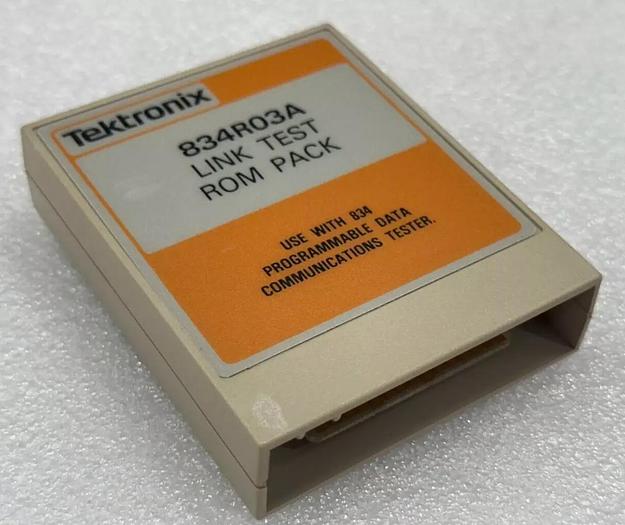 Tektronix
834R03A
LINK TEST
ROM PACK
USE WITH 834
PROGRAMMABLE DATA
COMMUNICATIONS TESTER.